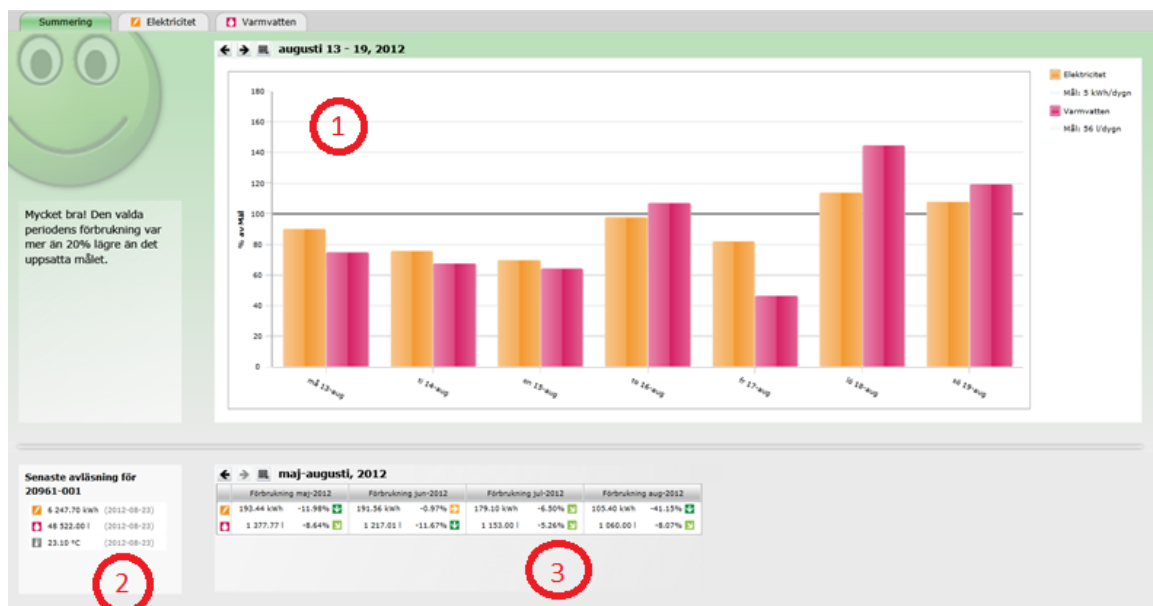 Summering
Elektricitet
Varmvatten
augusti 13 - 19, 2012
Mycket bra! Den valda
periodens förbrukning var
mer än 20% lägre än det
uppsatta målet.
% av Mål
180
160
140
120
100
80
60
40
20
0
må 13-aug
ti 14-aug
on 15-aug
to 16-aug
fr 17-aug
lö 18-aug
sö 19-aug
Elektricitet
Mål: 5 kWh/dygn
Varmvatten
Mål: 56 l/dygn
1
Senaste avläsning för
20961-001
6 247.70 kWh (2012-08-23)
48 522.00 l (2012-08-23)
23.10 °C (2012-08-23)
2
maj-augusti, 2012
Förbrukning maj-2012 Förbrukning jun-2012 Förbrukning jul-2012 Förbrukning aug-2012
193.44 kWh -11.98% 191.56 kWh -0.97% 179.10 kWh -6.50% 105.40 kWh -41.15%
1 377.77 l -8.64% 1 217.01 l -11.67% 1 153.00 l -5.26% 1 060.00 l -8.07%
3